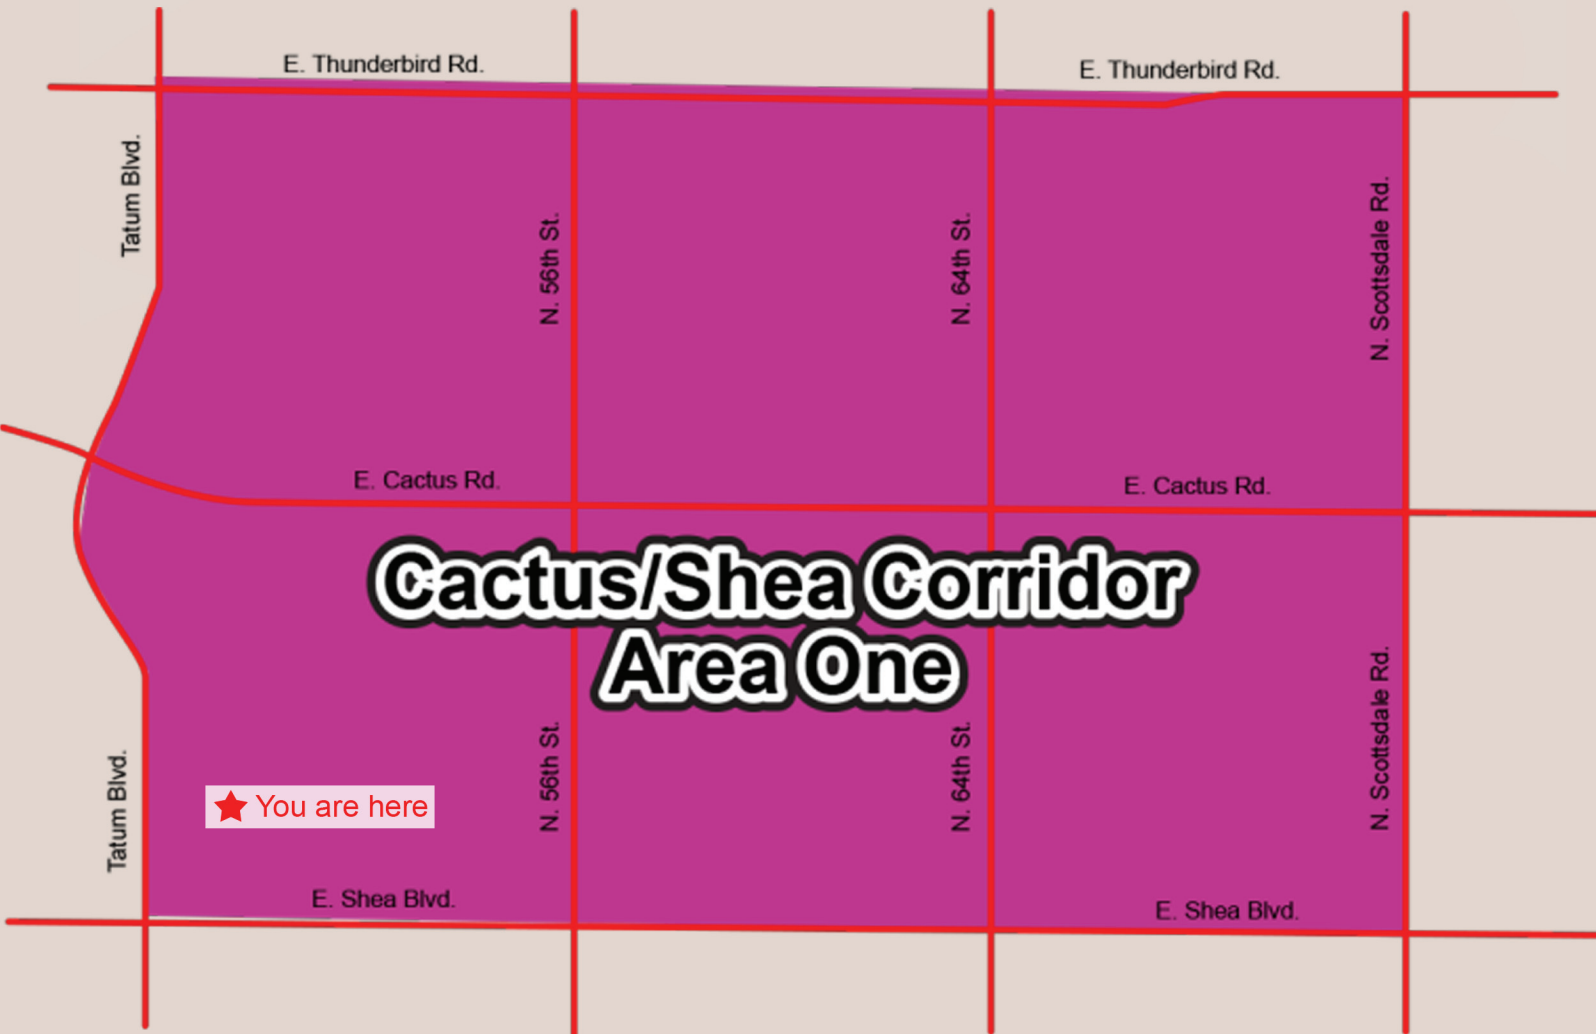 E. Thunderbird Rd.
E. Thunderbird Rd.
Tatum Blvd.
N. 56th St.
N. 64th St.
N. Scottsdale Rd.
E. Cactus Rd.
E. Cactus Rd.
Cactus/Shea Corridor
Area One
Tatum Blvd.
You are here
N. 56th St.
N. 64th St.
N. Scottsdale Rd.
E. Shea Blvd.
E. Shea Blvd.